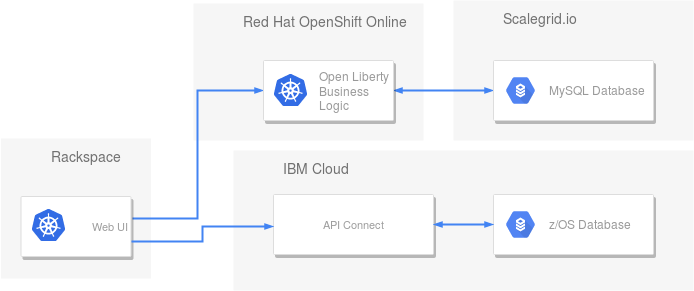 Red Hat OpenShift Online
Scalegrid.io
Open Liberty
Business
Logic
MySQL Database
Rackspace
IBM Cloud
Web UI
API Connect
z/OS Database